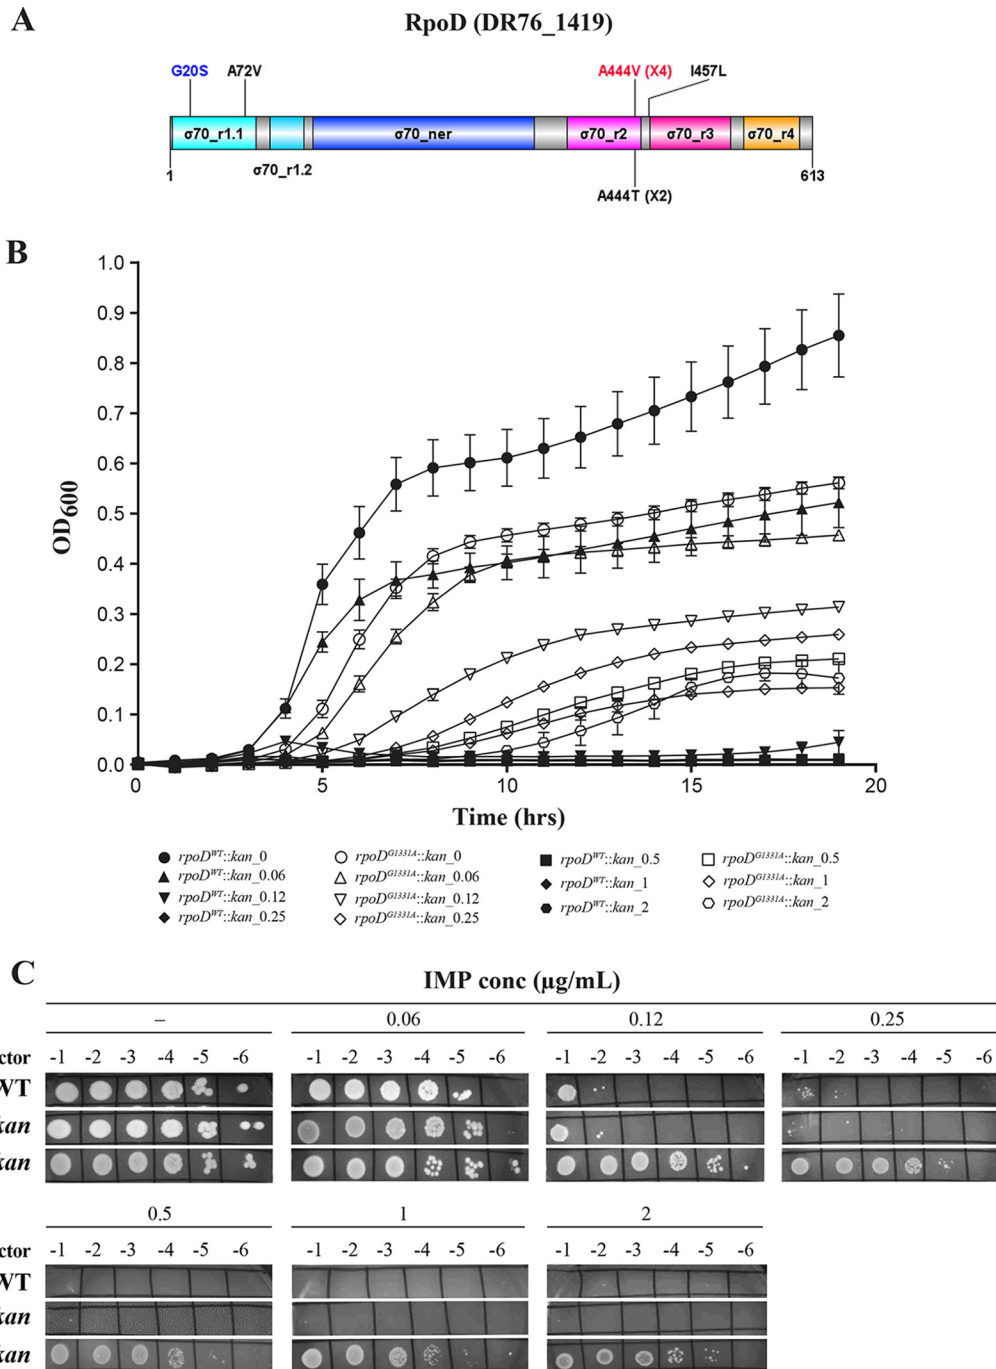 A
RpoD (DR76_1419)
G20S A72V A444V (X4) I457L
σ70_r1.1 σ70_ner σ70_r2 σ70_r3 σ70_r4
1 σ70_r1.2 613
A444T (X2)
B
1.0
0.9
0.8
0.7
0.6
0.5
0.4
0.3
0.2
0.1
0.0
OD600
0 5 10 15 20
Time (hrs)
rpoDWT::kan_0 rpoDG1331A::kan_0 rpoDWT::kan_0.5 rpoDG1331A::kan_0.5
rpoDWT::kan_0.06 rpoDG1331A::kan_0.06 rpoDWT::kan_1 rpoDG1331A::kan_1
rpoDWT::kan_0.12 rpoDG1331A::kan_0.12 rpoDWT::kan_2 rpoDG1331A::kan_2
rpoDWT::kan_0.25 rpoDG1331A::kan_0.25
C
IMP conc (µg/mL)
– 0.06 0.12 0.25
ctor -1 -2 -3 -4 -5 -6 -1 -2 -3 -4 -5 -6 -1 -2 -3 -4 -5 -6 -1 -2 -3 -4 -5 -6
WT
kan
kan
0.5 1 2
ctor -1 -2 -3 -4 -5 -6 -1 -2 -3 -4 -5 -6 -1 -2 -3 -4 -5 -6
WT
kan
kan